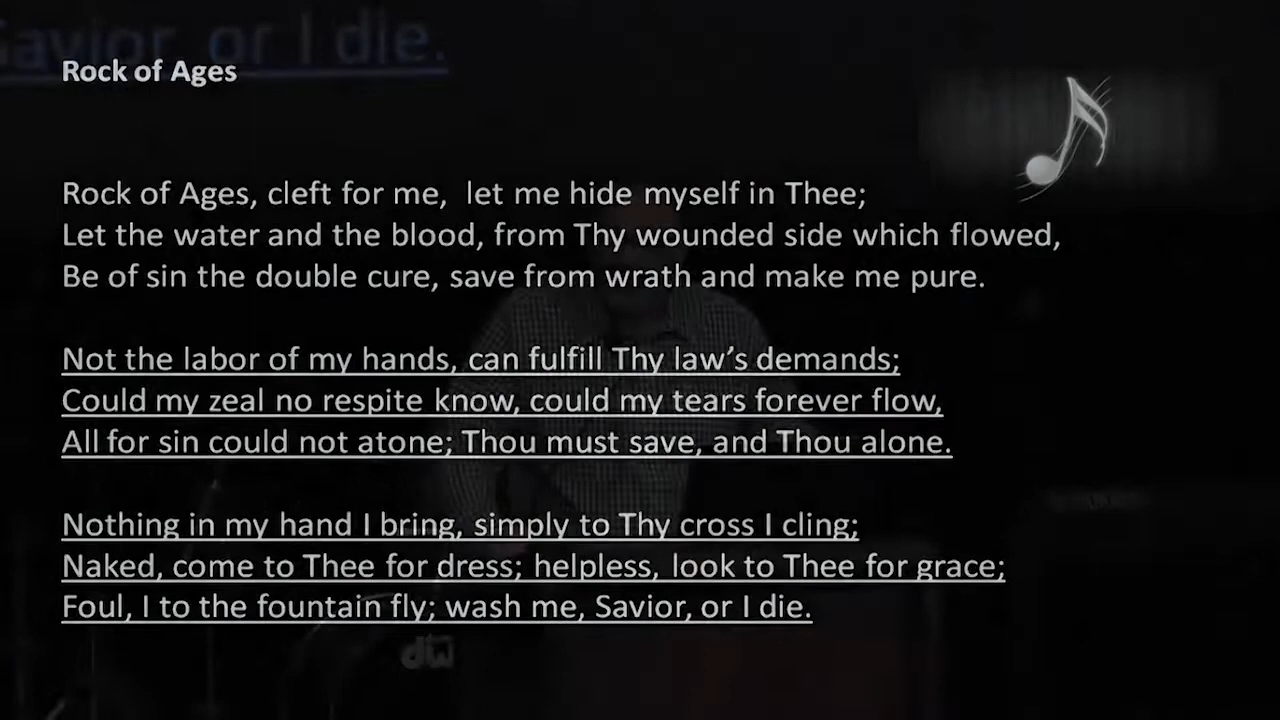 Savior, or I die.
Rock of Ages
Rock of Ages, cleft for me,  let me hide myself in Thee;
Let the water and the blood, from Thy wounded side which flowed,
Be of sin the double cure, save from wrath and make me pure.
Not the labor of my hands, can fulfill Thy law’s demands;
Could my zeal no respite know, could my tears forever flow,
All for sin could not atone; Thou must save, and Thou alone.
Nothing in my hand I bring, simply to Thy cross I cling;
Naked, come to Thee for dress; helpless, look to Thee for grace;
Foul, I to the fountain fly; wash me, Savior, or I die.
dw